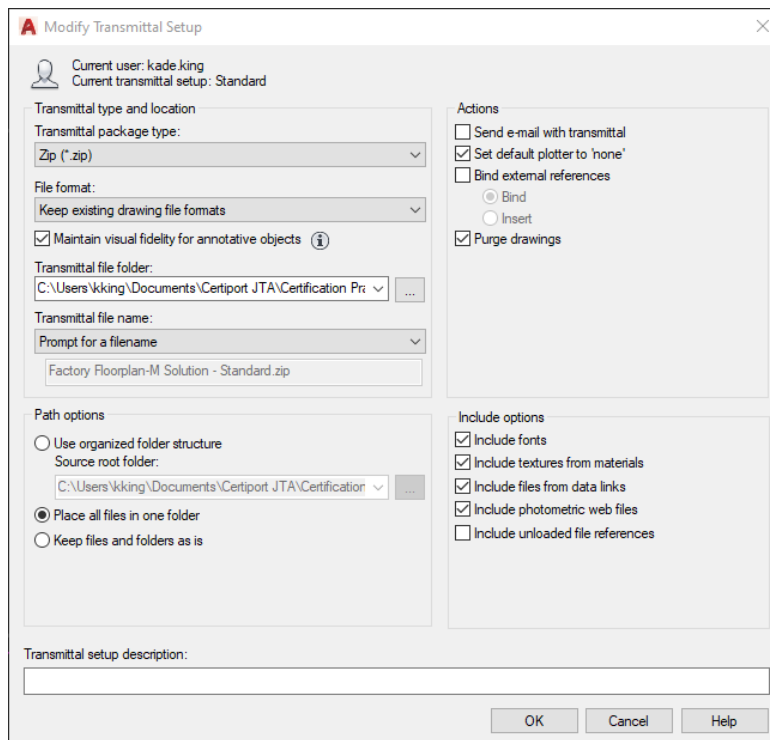 Modify Transmittal Setup
Current user: kade.king
Current transmittal setup: Standard
Transmittal type and location
Transmittal package type:
Zip (*.zip)
File format:
Keep existing drawing file formats
Maintain visual fidelity for annotative objects
Transmittal file folder:
C:\Users\kking\Documents\Certiport JTA\Certification Pra
...
Transmittal file name:
Prompt for a filename
Factory Floorplan-M Solution - Standard.zip
Actions
Send e-mail with transmittal
Set default plotter to 'none'
Bind external references
Bind
Insert
Purge drawings
Path options
Use organized folder structure
Source root folder:
C:\Users\kking\Documents\Certiport JTA\Certification
...
Place all files in one folder
Keep files and folders as is
Include options
Include fonts
Include textures from materials
Include files from data links
Include photometric web files
Include unloaded file references
Transmittal setup description:
OK
Cancel
Help